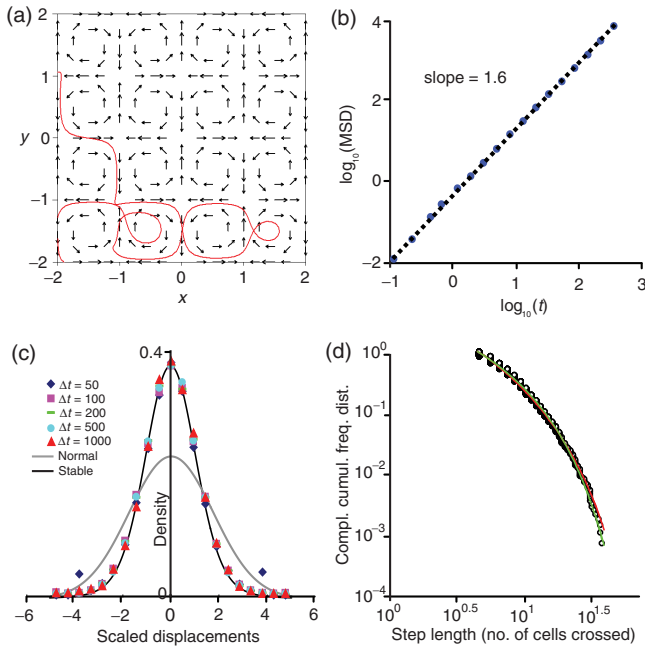 (a)
2
1
y
0
−1
−2
−2
−1
0
1
2
x
(b)
4
slope = 1.6
2
log10(MSD)
0
−2
−1
0
1
2
3
log10(t)
(c)
0.4
Δt = 50
Δt = 100
Δt = 200
Δt = 500
Δt = 1000
Normal
Stable
Density
0
−6
−4
−2
0
2
4
6
Scaled displacements
(d)
10^0
10^−1
10^−2
10^−3
10^−4
Compl. cumul. freq. dist.
10^0
10^0.5
10^1
10^1.5
Step length (no. of cells crossed)